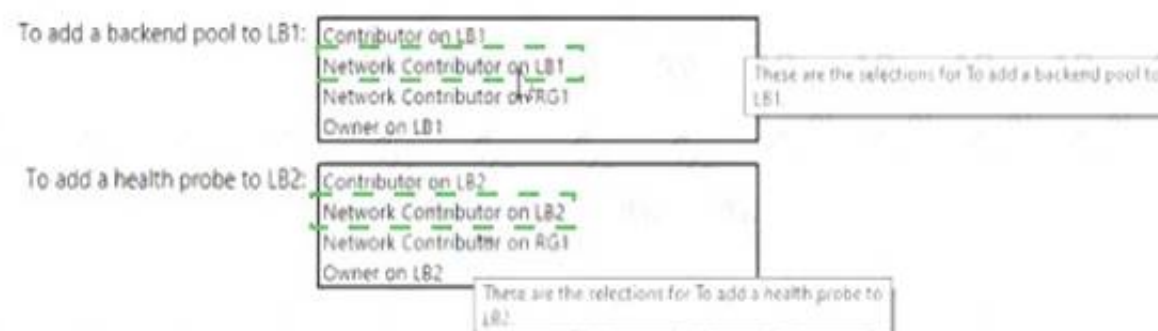 To add a backend pool to LB1:
Contributor on LB1
Network Contributor on LB1
Network Contributor on RG1
Owner on LB1
These are the selections for To add a backend pool to
LB1.
To add a health probe to LB2:
Contributor on LB2
Network Contributor on LB2
Network Contributor on RG1
Owner on LB2
These are the selections for To add a health probe to
LB2.